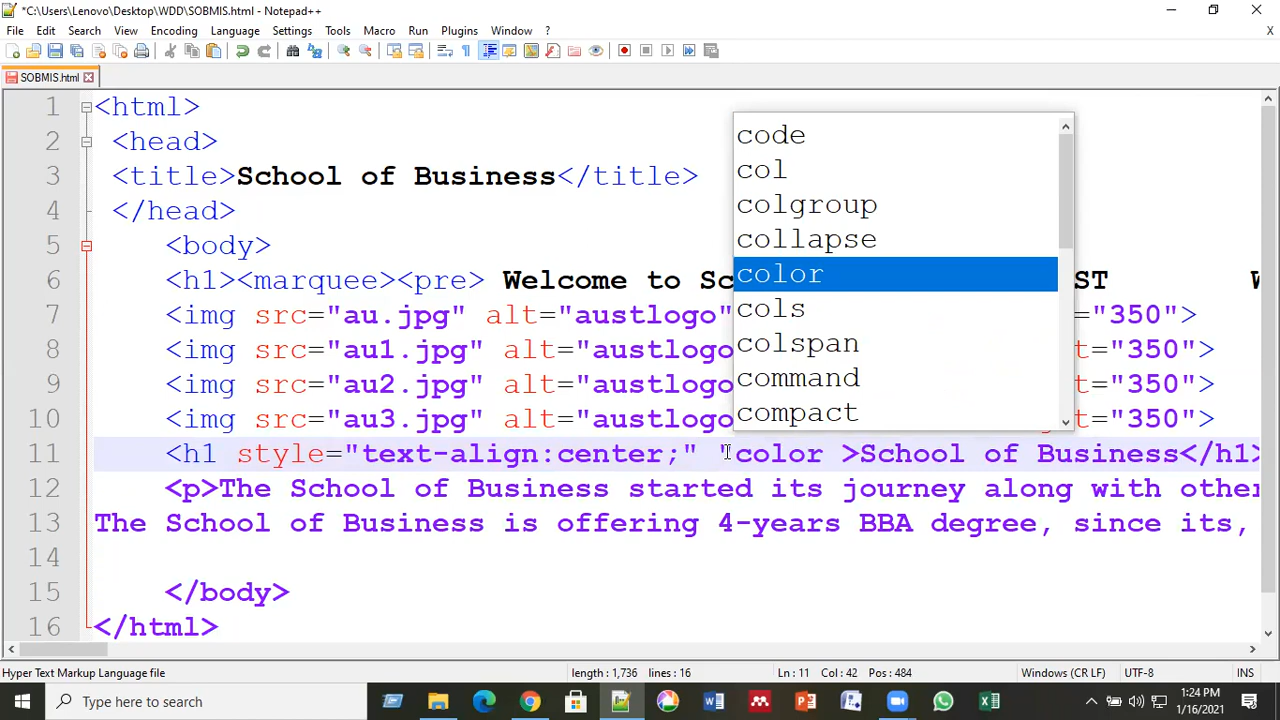 *C:\Users\Lenovo\Desktop\WDD\SOBMIS.html - Notepad++
File Edit Search View Encoding Language Settings Tools Macro Run Plugins Window ? X
SOBMIS.html
1 <html>
2 <head>
3 <title>School of Business</title>
4 </head>
5 <body>
6 <h1><marquee><pre> Welcome to Sc ST W
7 <img src="au.jpg" alt="austlogo" ="350">
8 <img src="au1.jpg" alt="austlogo t="350">
9 <img src="au2.jpg" alt="austlogo t="350">
10 <img src="au3.jpg" alt="austlogo t="350">
11 <h1 style="text-align:center;" "color >School of Business</h1>
12 <p>The School of Business started its journey along with other
13 The School of Business is offering 4-years BBA degree, since its,
14
15 </body>
16 </html>
code
col
colgroup
collapse
color
cols
colspan
command
compact
Hyper Text Markup Language file length : 1,736 lines : 16 Ln : 11 Col : 42 Pos : 484 Windows (CR LF) UTF-8 INS
Type here to search
1:24 PM
1/16/2021